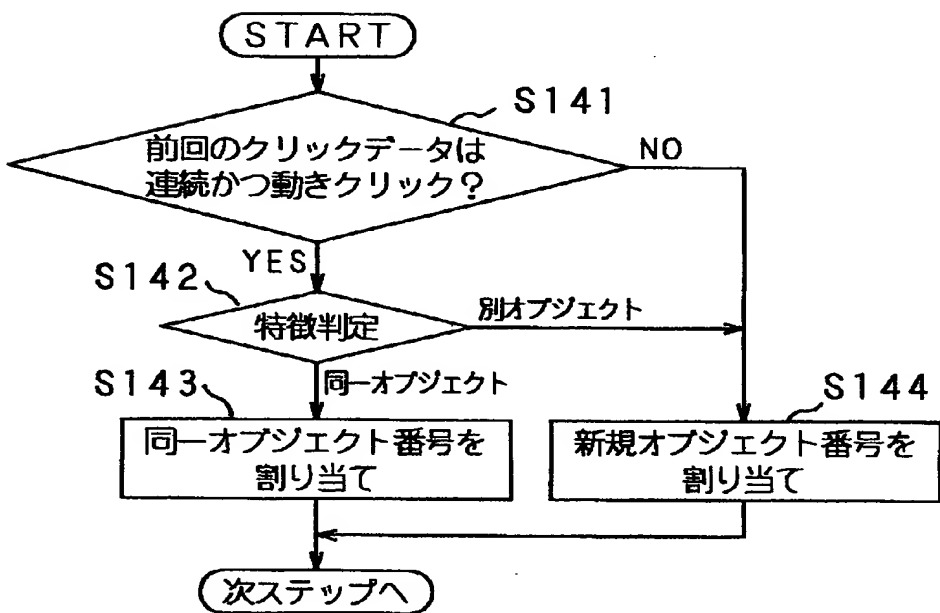 START
S141
前回のクリックデータは
連続かつ動きクリック？
NO
YES
S142
特徴判定
別オブジェクト
同一オブジェクト
S143
同一オブジェクト番号を
割り当て
S144
新規オブジェクト番号を
割り当て
次ステップへ